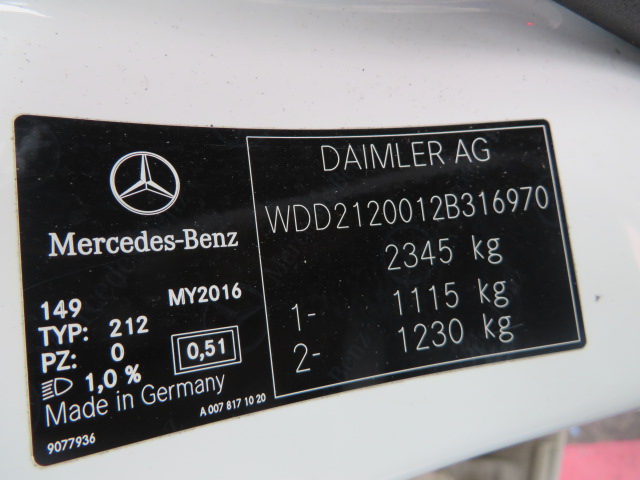 Mercedes-Benz
149
MY2016
TYP: 212
PZ: 0
0,51
1,0 %
Made in Germany
9077936
A 007 817 10 20
DAIMLER AG
WDD2120012B316970
2345 kg
1- 1115 kg
2- 1230 kg